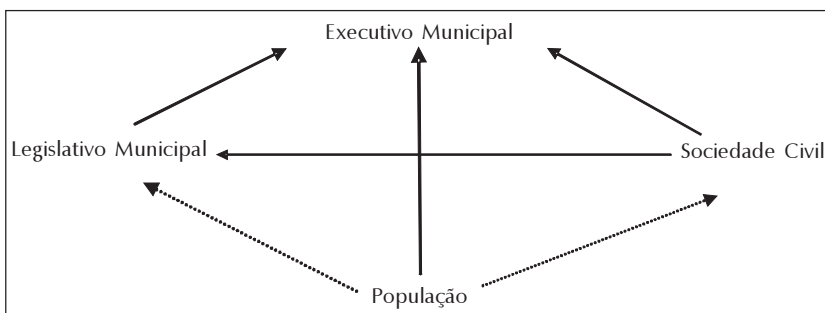 Executivo Municipal
Legislativo Municipal
Sociedade Civil
População